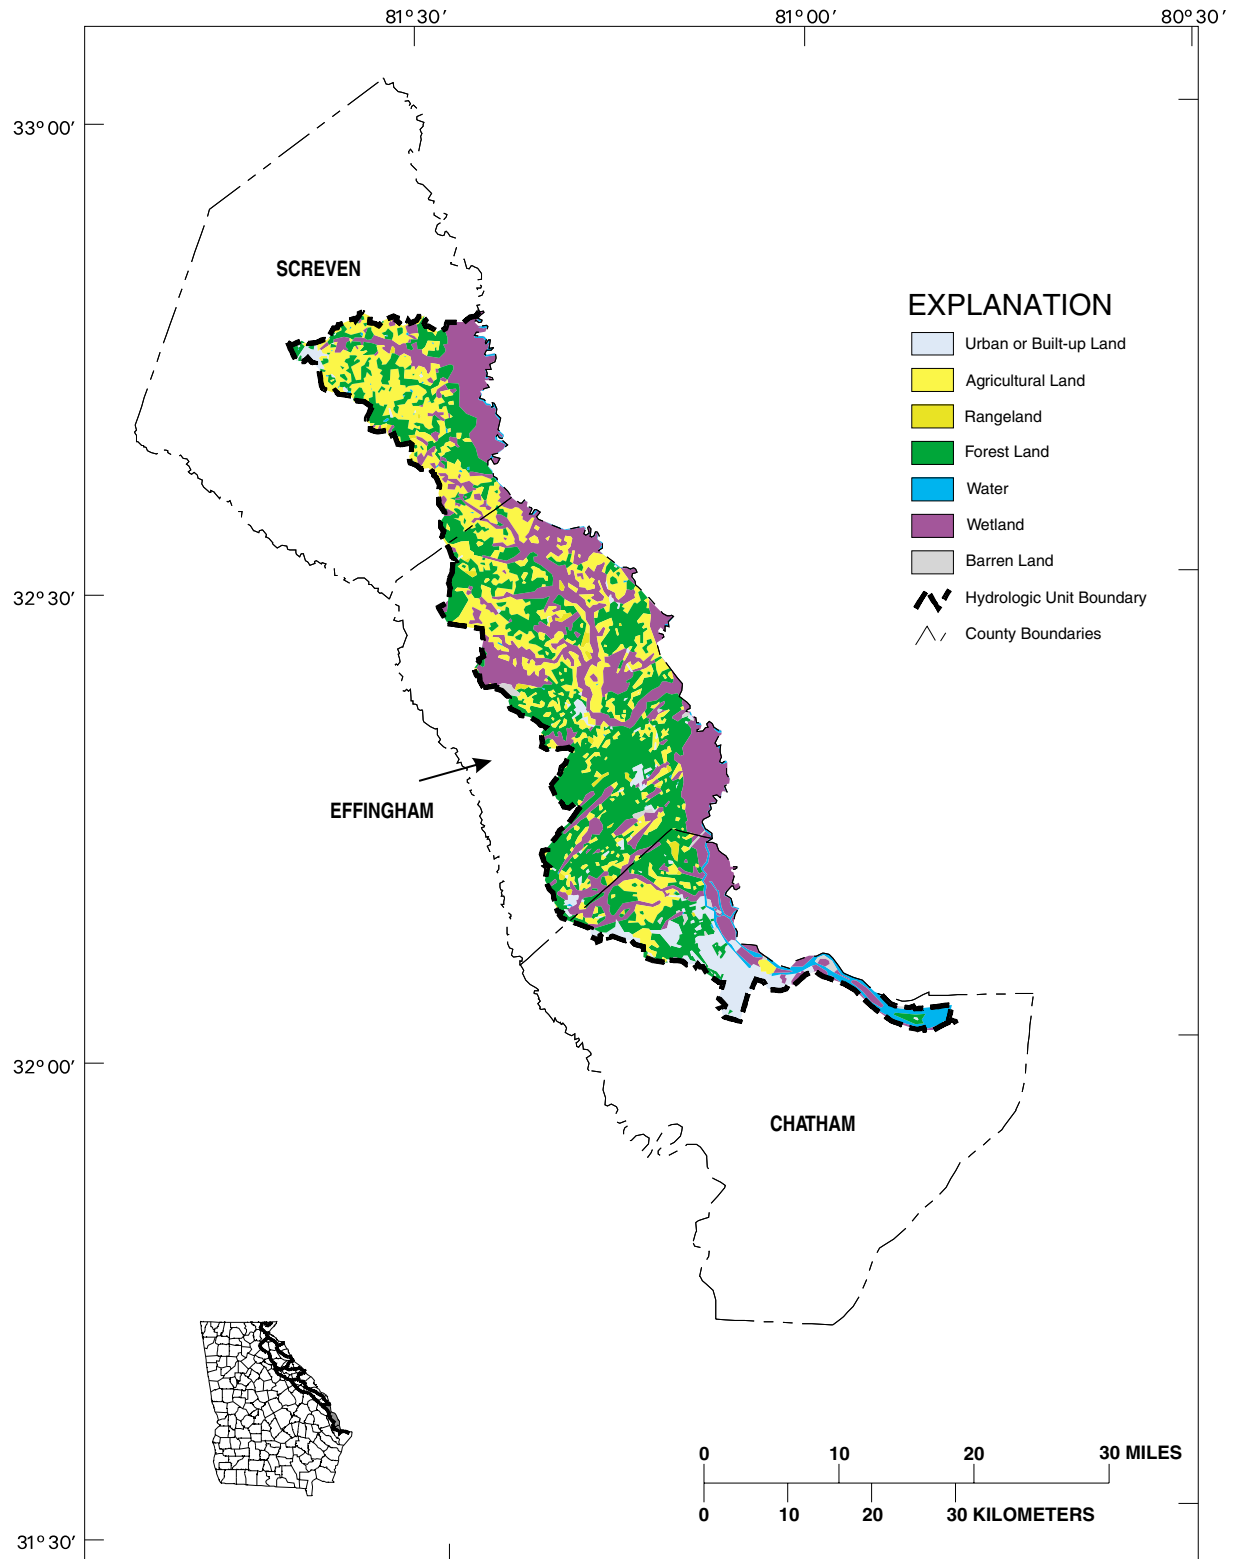 81° 30′
81° 00′
80° 30′
33° 00′
SCREVEN
EXPLANATION
Urban or Built-up Land
Agricultural Land
Rangeland
Forest Land
Water
Wetland
Barren Land
Hydrologic Unit Boundary
County Boundaries
32° 30′
EFFINGHAM
32° 00′
CHATHAM
0 10 20 30 MILES
0 10 20 30 KILOMETERS
31° 30′